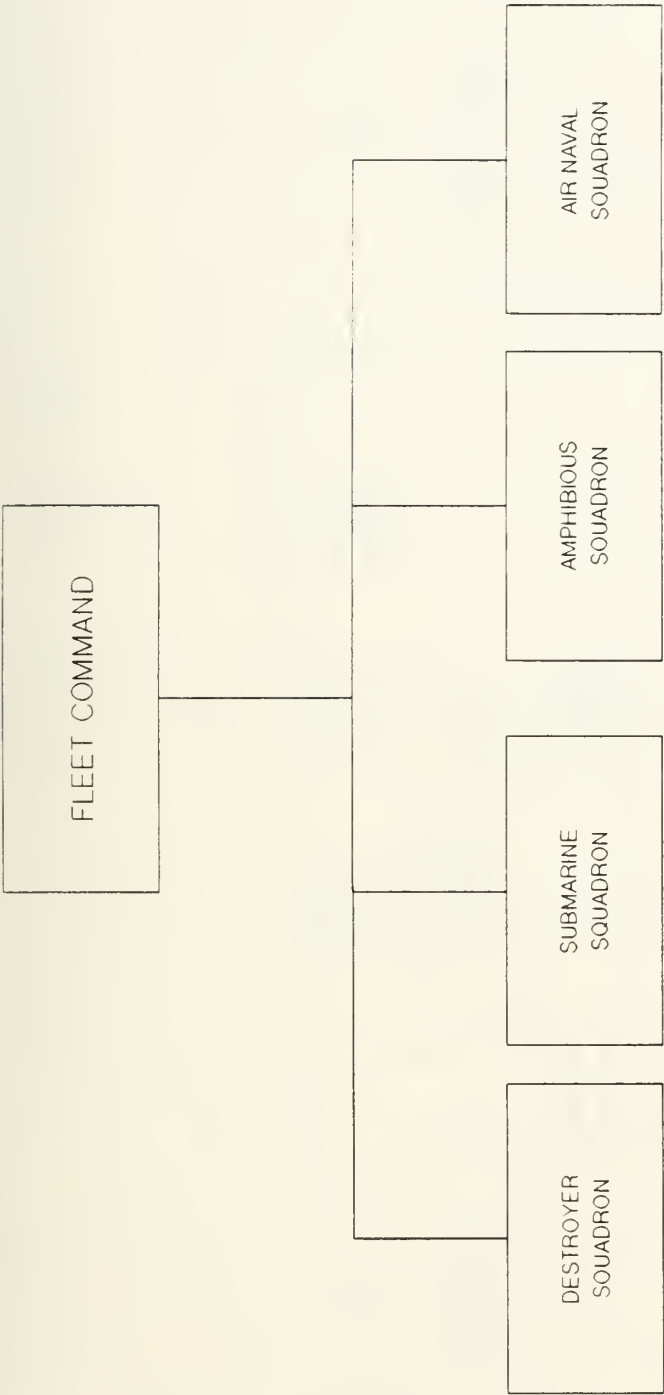 FLEET COMMAND
DESTROYER
SQUADRON
SUBMARINE
SQUADRON
AMPHIBIOUS
SQUADRON
AIR NAVAL
SQUADRON